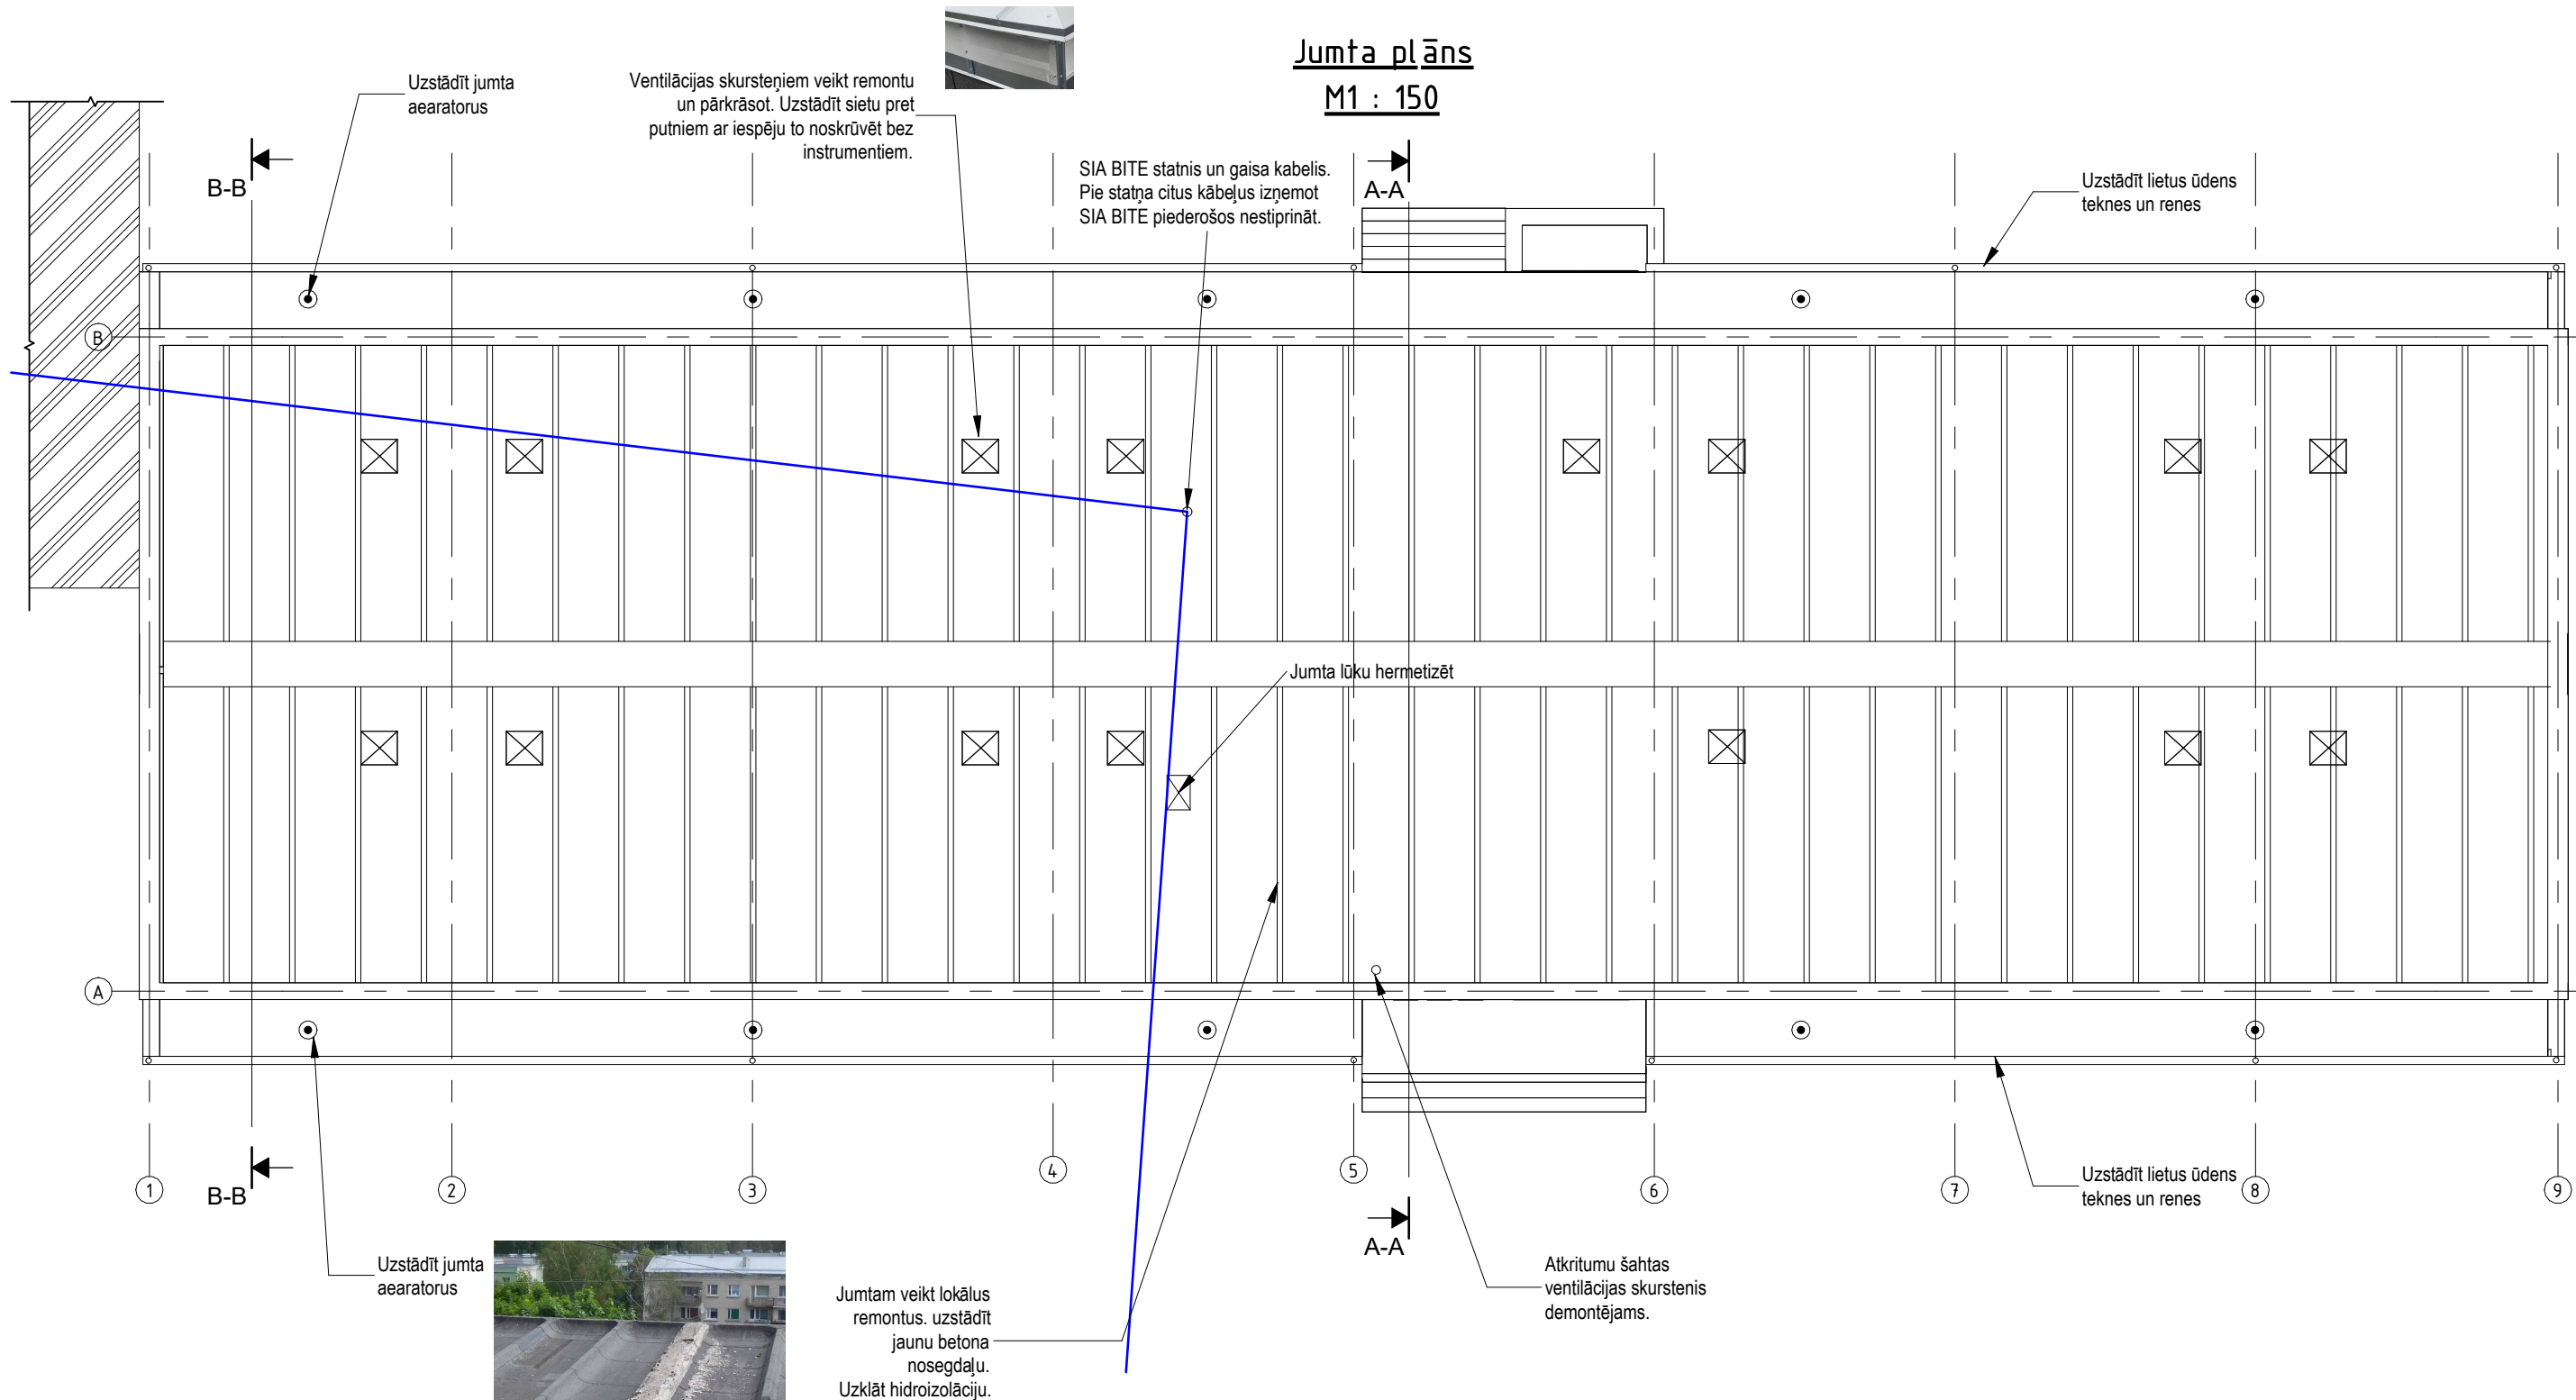 Jumta plāns
M1 : 150
Uzstādīt jumta
aearatorus
Ventilācijas skursteņiem veikt remontu
un pārkrāsot. Uzstādīt sietu pret
putniem ar iespēju to noskrūvēt bez
instrumentiem.
SIA BITE statnis un gaisa kabelis.
Pie statņa citus kābeļus izņemot
SIA BITE piederošos nestiprināt.
Uzstādīt lietus ūdens
teknes un renes
B-B
A-A
B
Jumta lūku hermetizēt
A
1
2
3
4
5
6
7
8
9
B-B
A-A
Uzstādīt lietus ūdens
teknes un renes
Uzstādīt jumta
aearatorus
Jumtam veikt lokālus
remontus. uzstādīt
jaunu betona
nosegdaļu.
Uzklāt hidroizolāciju.
Atkritumu šahtas
ventilācijas skurstenis
demontējams.